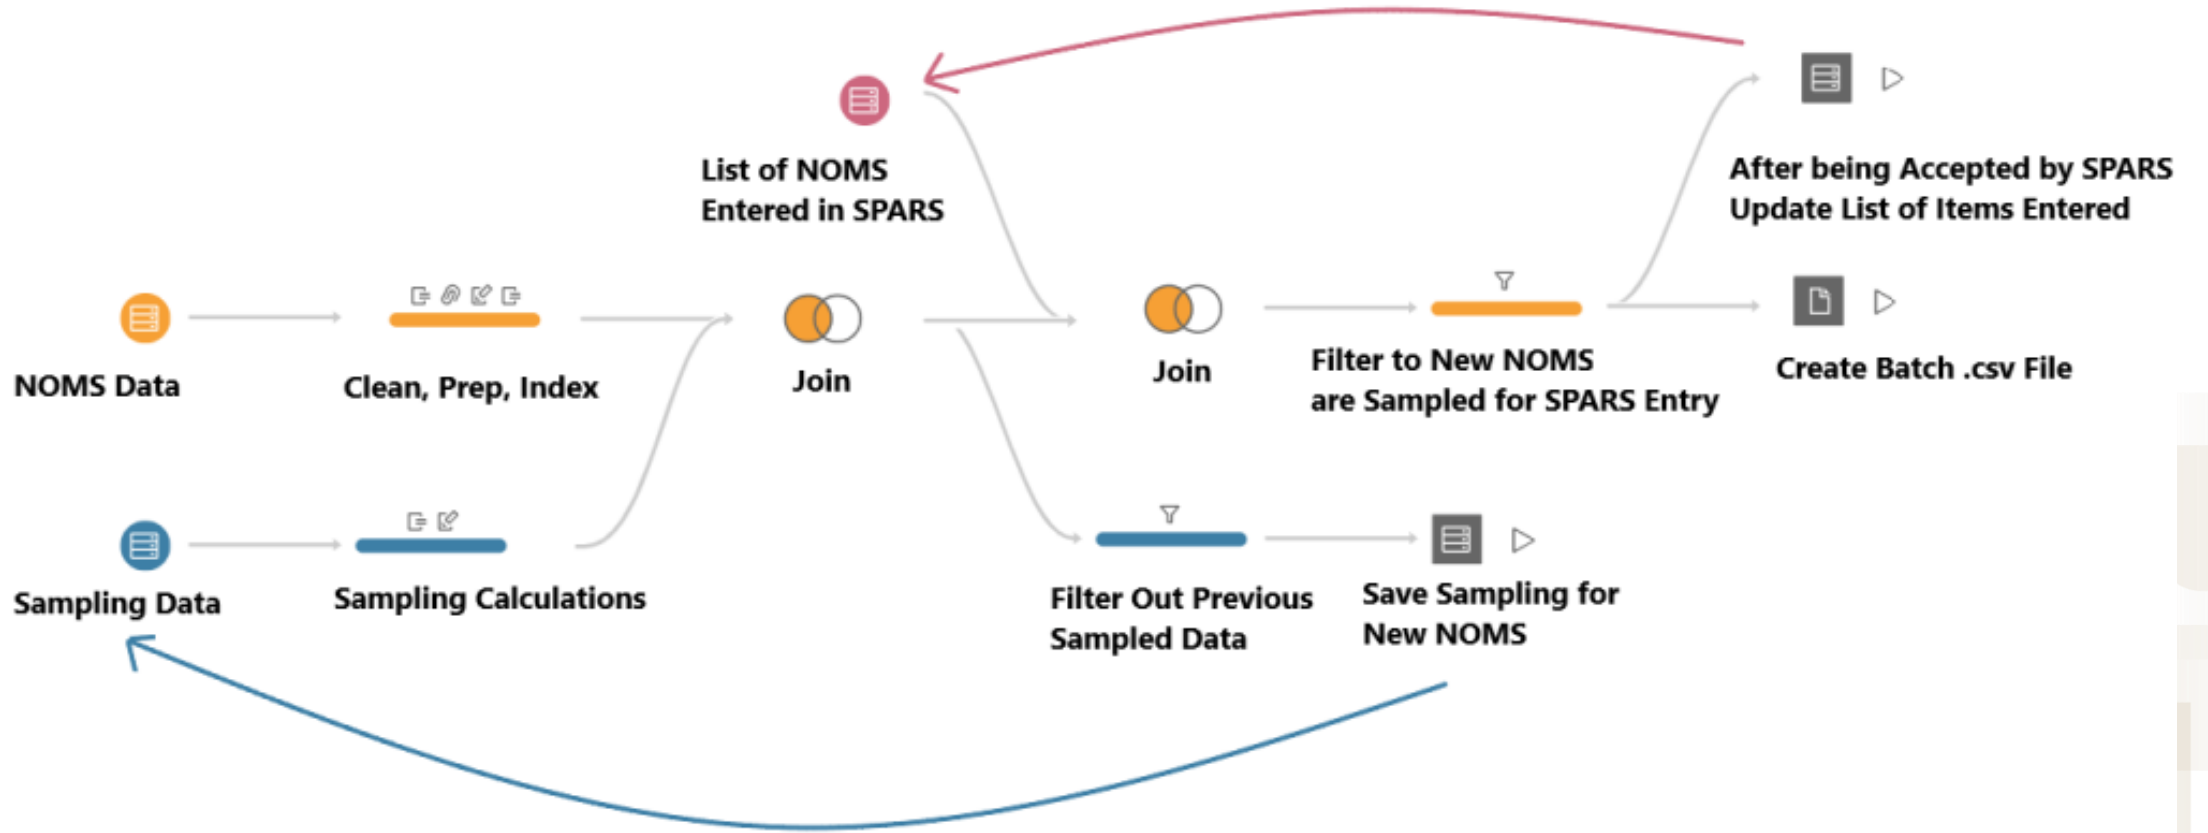 List of NOMS
Entered in SPARS
After being Accepted by SPARS
Update List of Items Entered
NOMS Data
Clean, Prep, Index
Join
Join
Filter to New NOMS
are Sampled for SPARS Entry
Create Batch .csv File
Sampling Data
Sampling Calculations
Filter Out Previous
Sampled Data
Save Sampling for
New NOMS